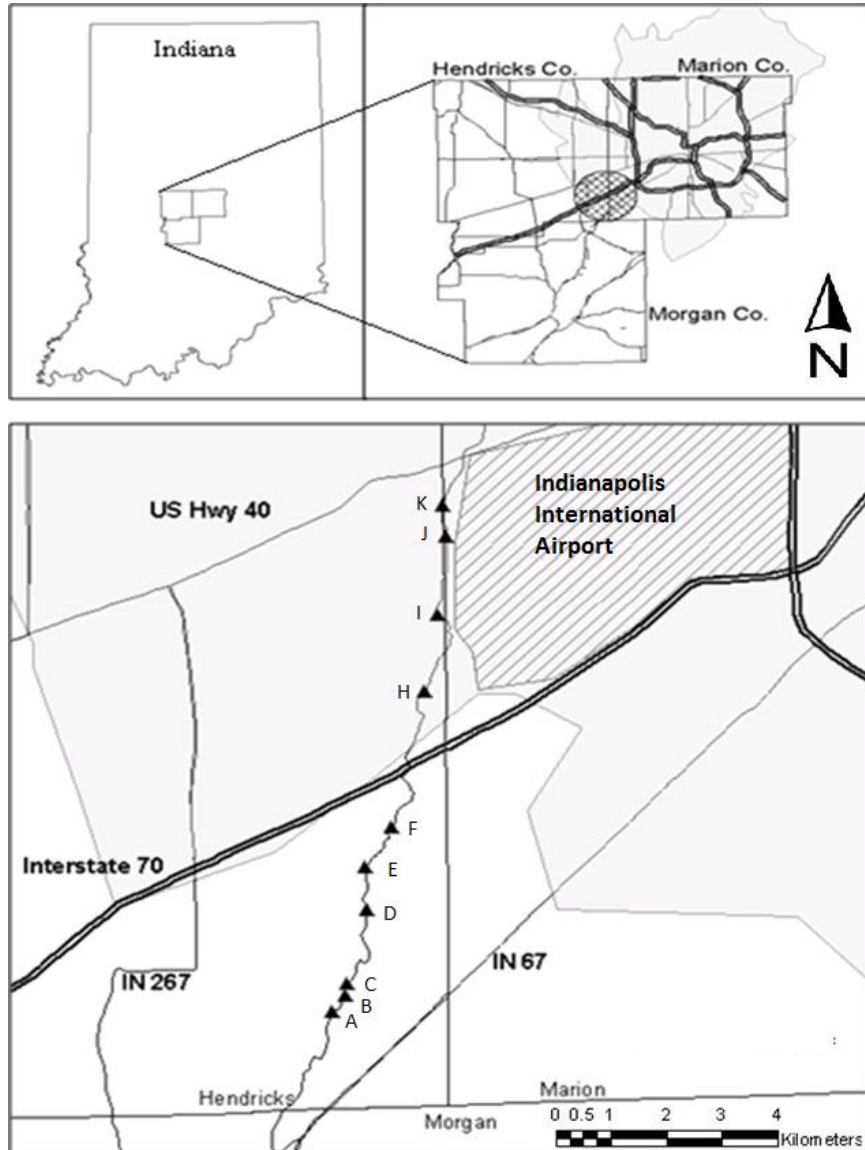 Indiana
Hendricks Co.
Marion Co.
Morgan Co.
N
US Hwy 40
Indianapolis
International
Airport
K
J
I
H
F
Interstate 70
E
D
IN 67
IN 267
C
B
A
Hendricks
Marion
Morgan
0 0.5 1 2 3 4
Kilometers